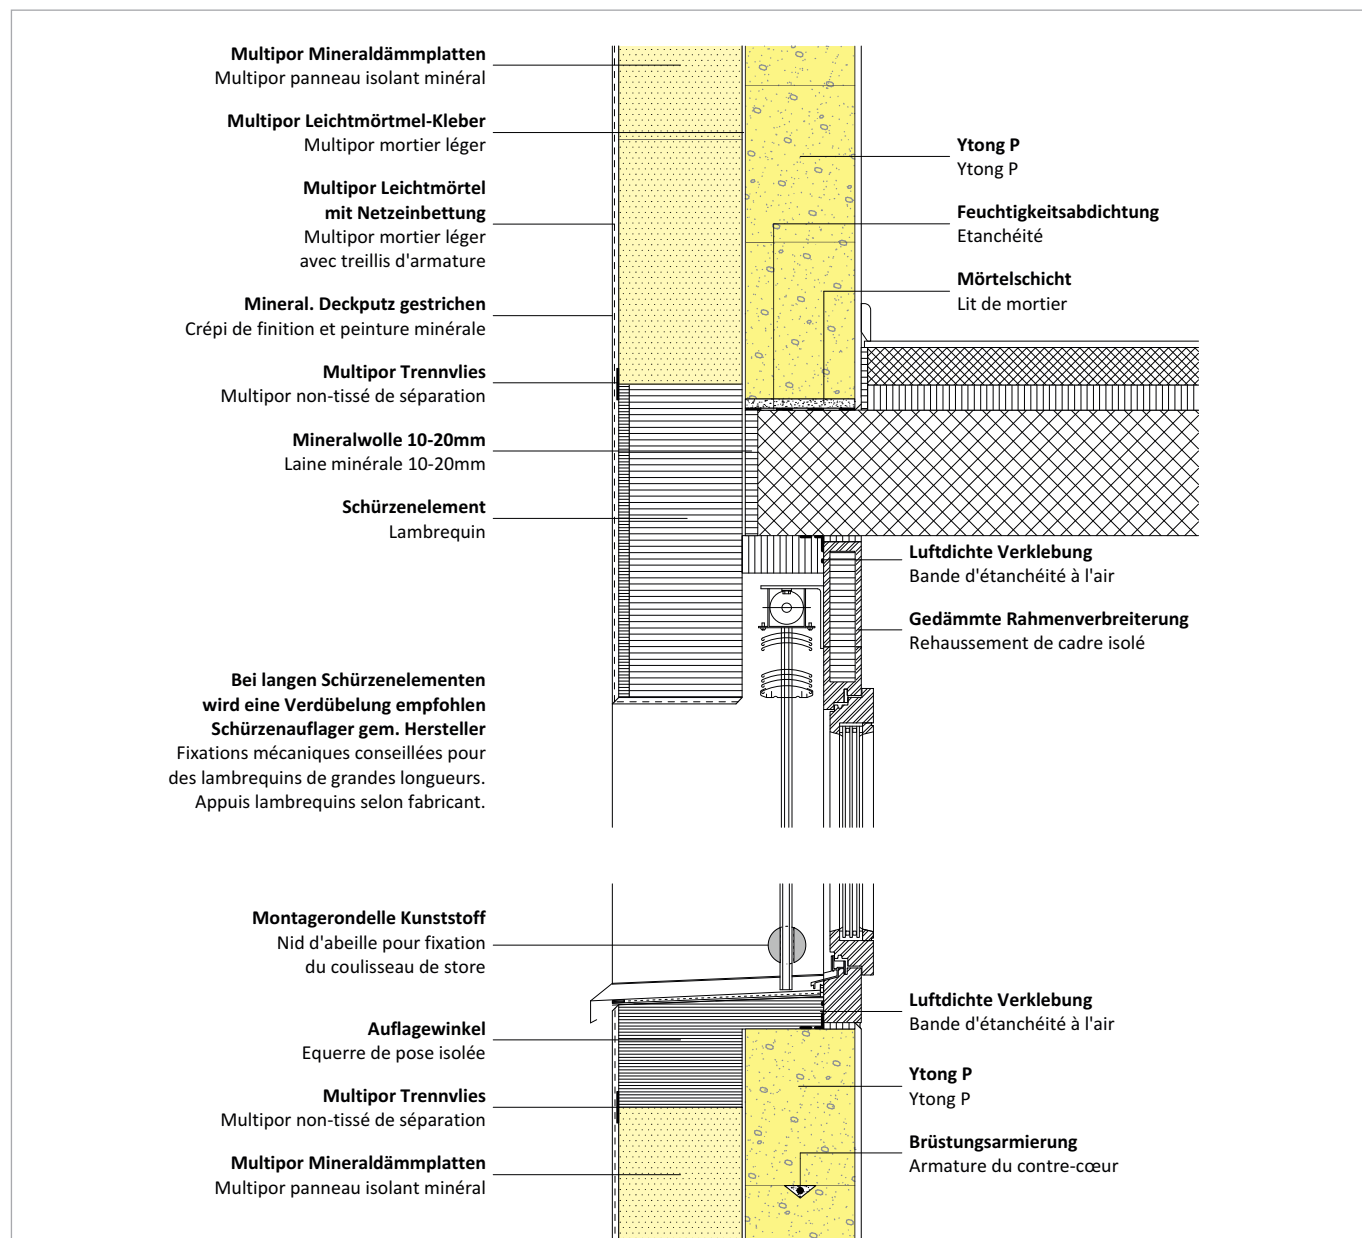 Multipor Mineraldämmplatten
Multipor panneau isolant minéral
Multipor Leichtmörtmel-Kleber
Multipor mortier léger
Multipor Leichtmörtel
mit Netzeinbettung
Multipor mortier léger
avec treillis d'armature
Mineral. Deckputz gestrichen
Crépi de finition et peinture minérale
Multipor Trennvlies
Multipor non-tissé de séparation
Mineralwolle 10-20mm
Laine minérale 10-20mm
Schürzenelement
Lambrequin
Bei langen Schürzenelementen
wird eine Verdübelung empfohlen
Schürzenauflager gem. Hersteller
Fixations mécaniques conseillées pour
des lambrequins de grandes longueurs.
Appuis lambrequins selon fabricant.
Montagerondelle Kunststoff
Nid d'abeille pour fixation
du coulisseau de store
Auflagewinkel
Equerre de pose isolée
Multipor Trennvlies
Multipor non-tissé de séparation
Multipor Mineraldämmplatten
Multipor panneau isolant minéral
Ytong P
Ytong P
Feuchtigkeitsabdichtung
Etanchéité
Mörtelschicht
Lit de mortier
Luftdichte Verklebung
Bande d'étanchéité à l'air
Gedämmte Rahmenverbreiterung
Rehaussement de cadre isolé
Luftdichte Verklebung
Bande d'étanchéité à l'air
Ytong P
Ytong P
Brüstungsarmierung
Armature du contre-cœur